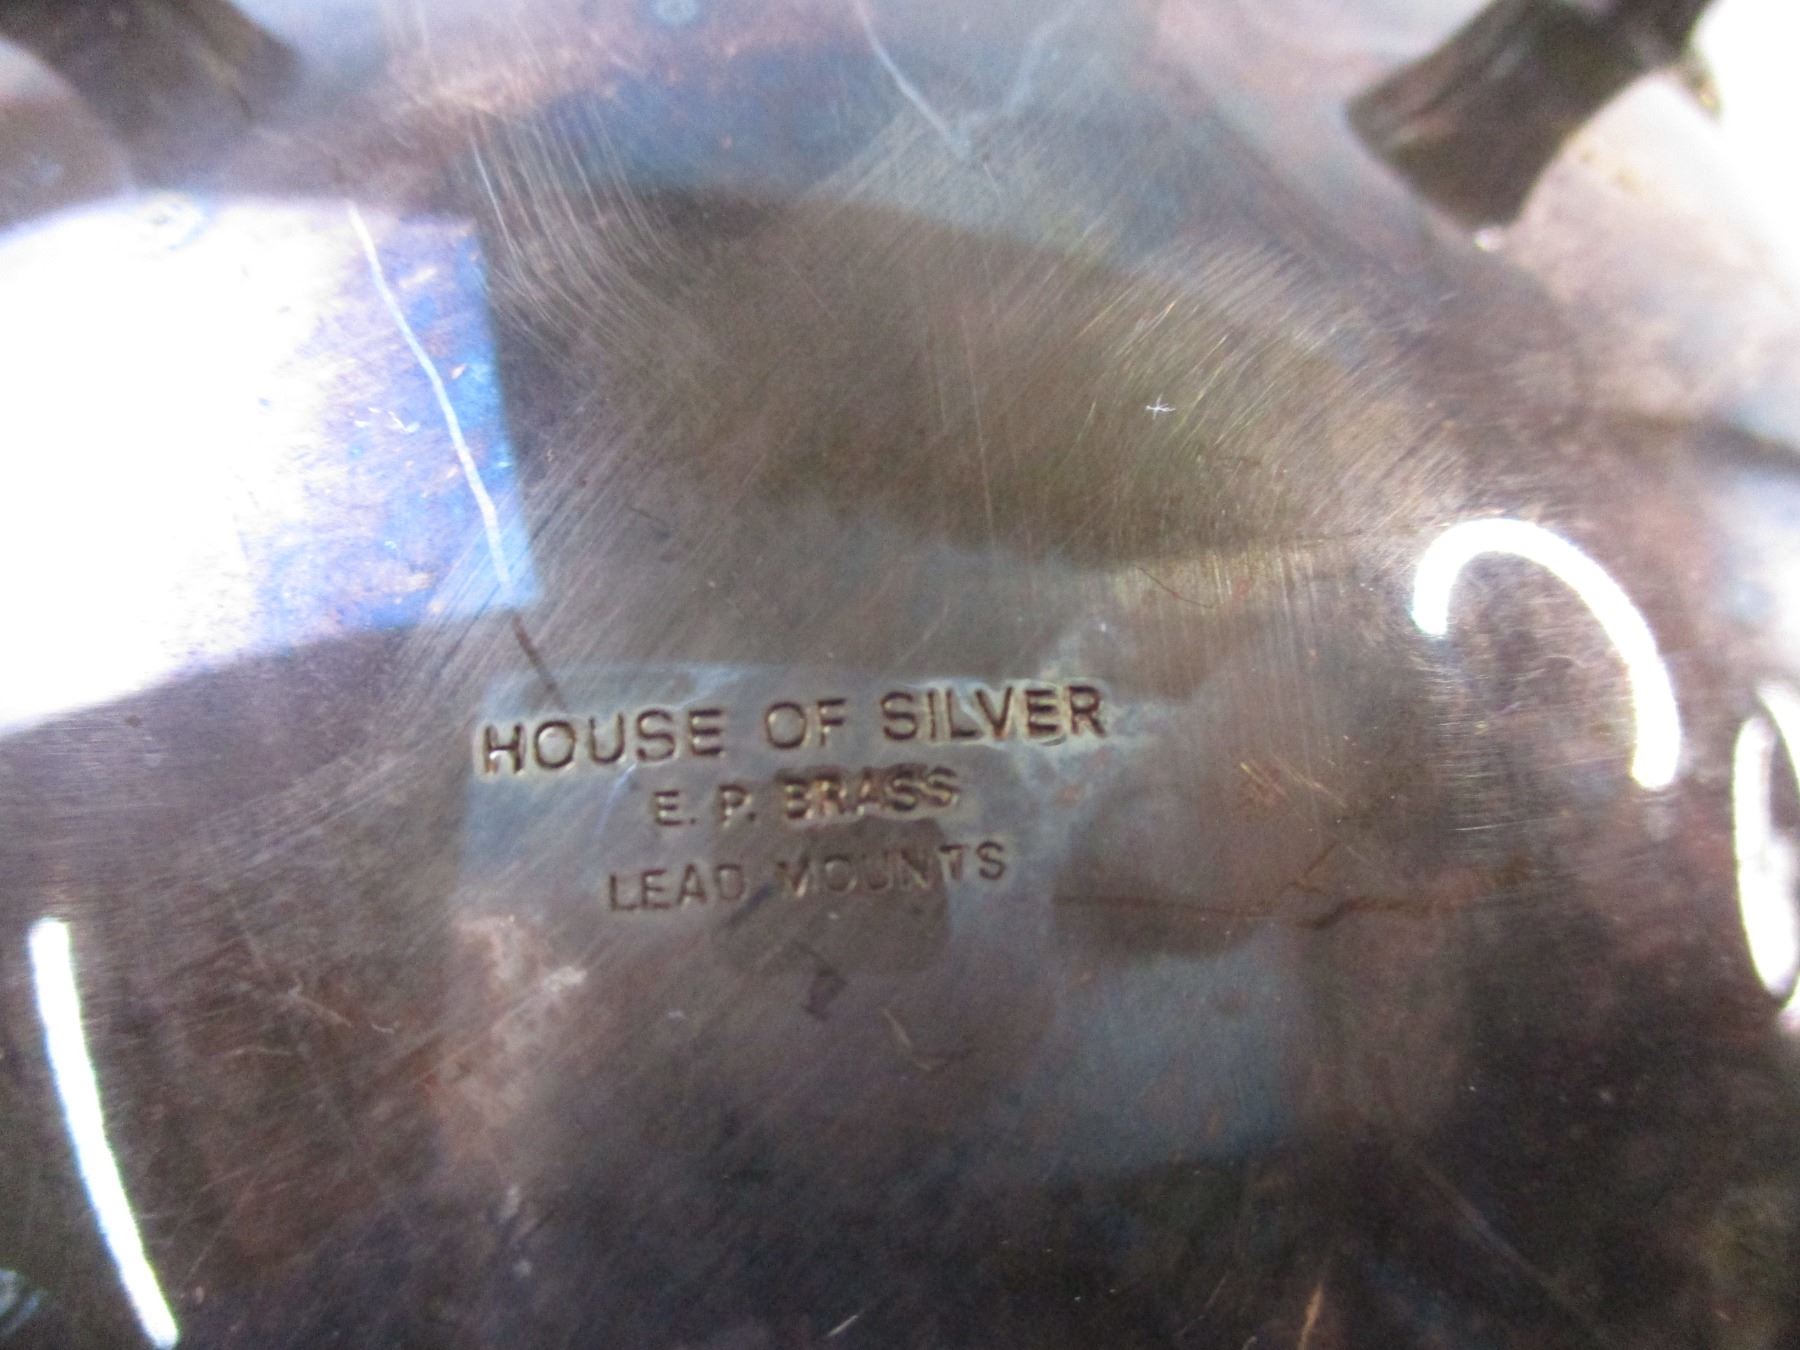 HOUSE OF SILVER
E. P. BRASS
LEAD MOUNTS